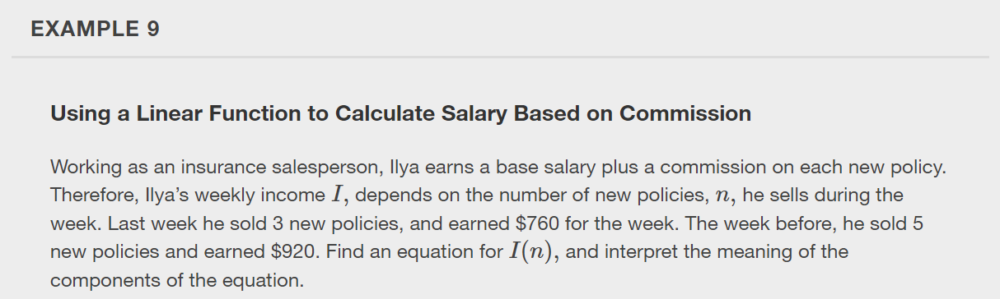 EXAMPLE 9
Using a Linear Function to Calculate Salary Based on Commission
Working as an insurance salesperson, Ilya earns a base salary plus a commission on each new policy.
Therefore, Ilya’s weekly income I, depends on the number of new policies, n, he sells during the
week. Last week he sold 3 new policies, and earned $760 for the week. The week before, he sold 5
new policies and earned $920. Find an equation for I(n), and interpret the meaning of the
components of the equation.